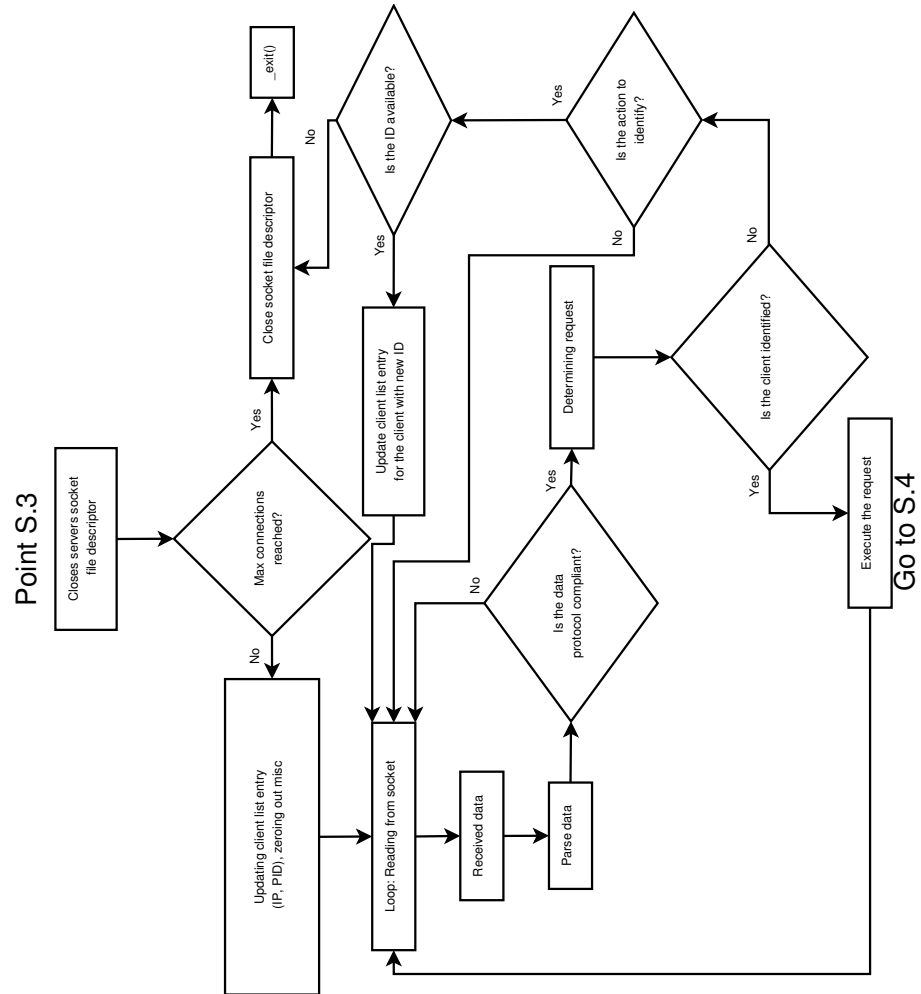 Point S.3
Closes servers socket
file descriptor
Max connections
reached?
Yes
Close socket file descriptor
_exit()
No
Updating client list entry
(IP, PID), zeroing out misc
Loop: Reading from socket
Received data
Parse data
Is the data
protocol compliant?
No
Yes
Determining request
Is the client identified?
No
Yes
Execute the request
Go to S.4
Is the action to
identify?
No
Yes
Is the ID available?
No
Yes
Update client list entry
for the client with new ID